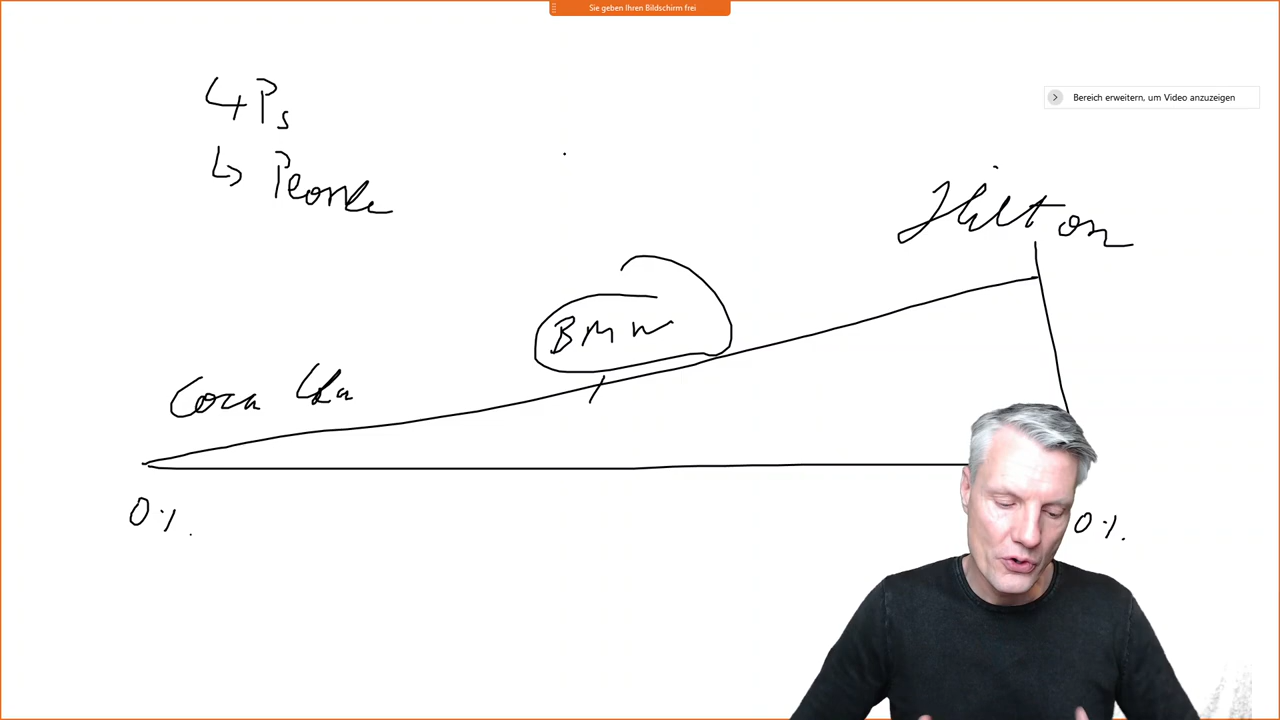 Sie geben Ihren Bildschirm frei
Bereich erweitern, um Video anzuzeigen
4 Ps
↳ People
Hilton
BMW
Coca Cola
0 %.
0 %.